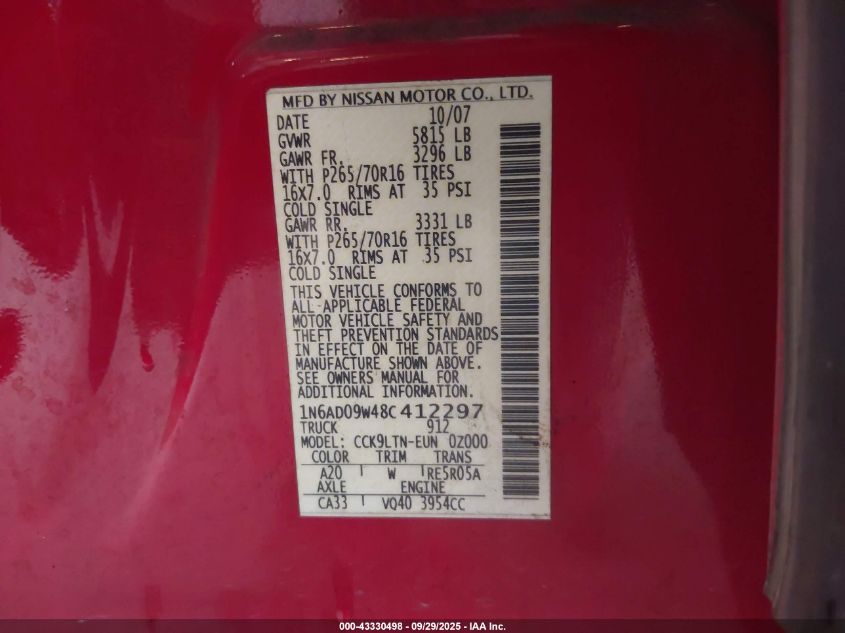 MFD BY NISSAN MOTOR CO., LTD.
DATE 10/07
GVWR 5815 LB
GAWR FR. 3296 LB
WITH P265/70R16 TIRES
16X7.0 RIMS AT 35 PSI
COLD SINGLE
GAWR RR. 3331 LB
WITH P265/70R16 TIRES
16X7.0 RIMS AT 35 PSI
COLD SINGLE
THIS VEHICLE CONFORMS TO
ALL APPLICABLE FEDERAL
MOTOR VEHICLE SAFETY AND
THEFT PREVENTION STANDARDS
IN EFFECT ON THE DATE OF
MANUFACTURE SHOWN ABOVE.
SEE OWNERS MANUAL FOR
ADDITIONAL INFORMATION.
1N6AD09W48C412297
TRUCK 912
MODEL: CCK9LTN-EUN 0Z000
COLOR TRIM TRANS
A20 W RE5R05A
AXLE ENGINE
CA33 VQ40 3954CC
000-43330498 - 09/29/2025 - IAA Inc.